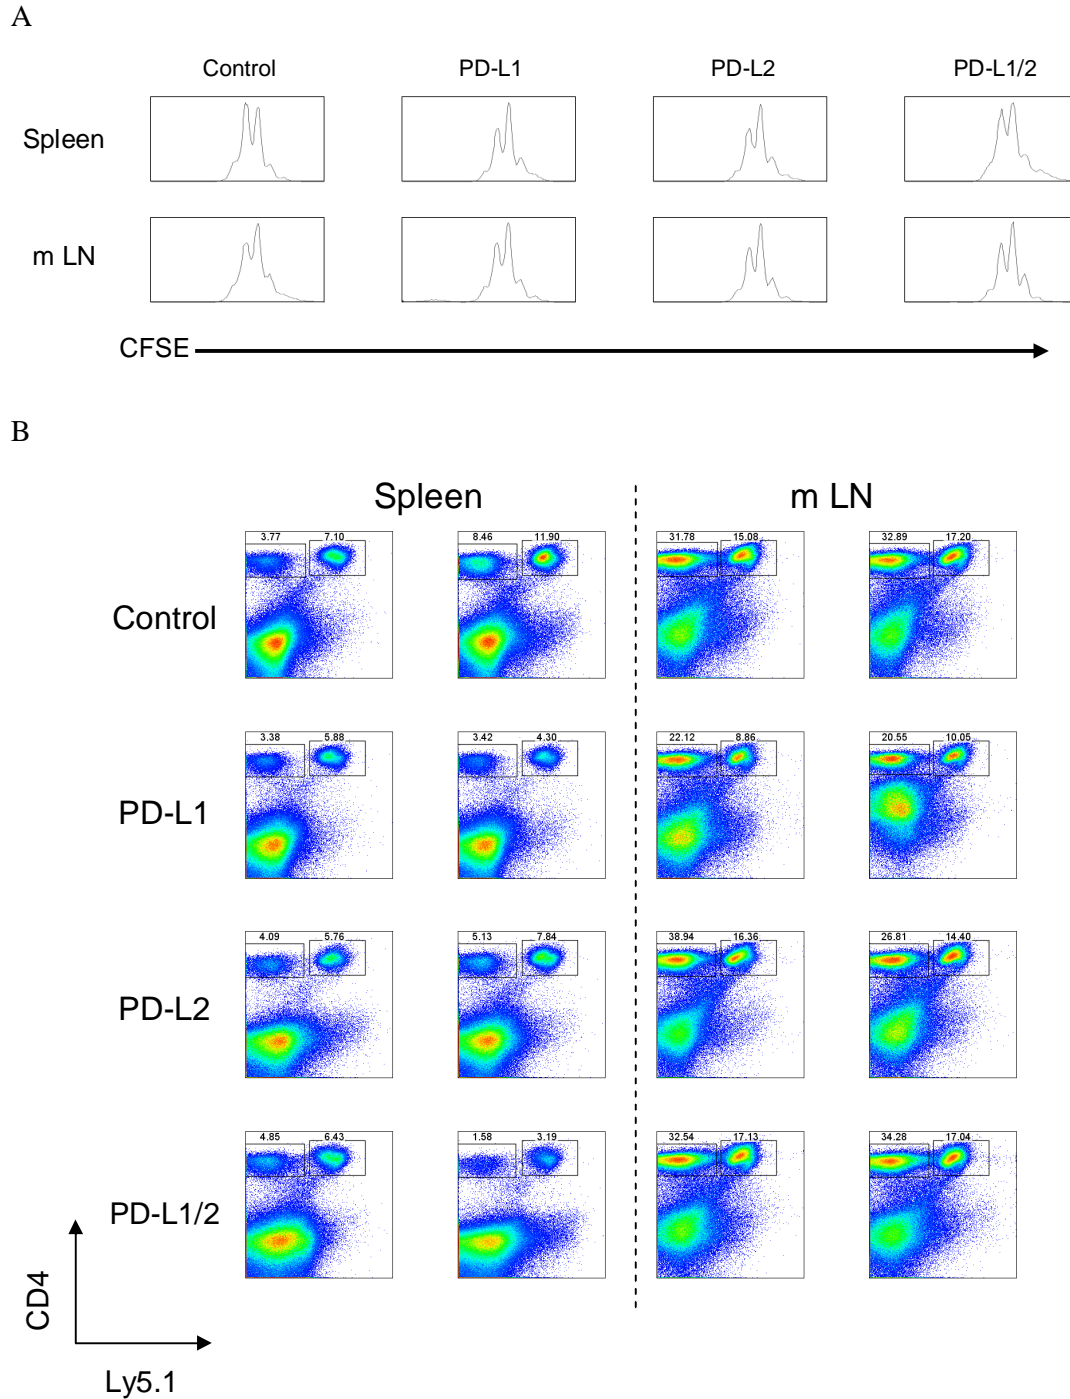 A
Control PD-L1 PD-L2 PD-L1/2
Spleen
m LN
CFSE
B
Spleen m LN
3.77 7.10 8.46 11.90 31.78 15.08 32.89 17.20
Control
3.38 5.88 3.42 4.30 22.12 8.86 20.55 10.05
PD-L1
4.09 5.76 5.13 7.84 38.94 16.36 26.81 14.40
PD-L2
4.85 6.43 1.58 3.19 32.54 17.13 34.28 17.04
PD-L1/2
CD4
Ly5.1